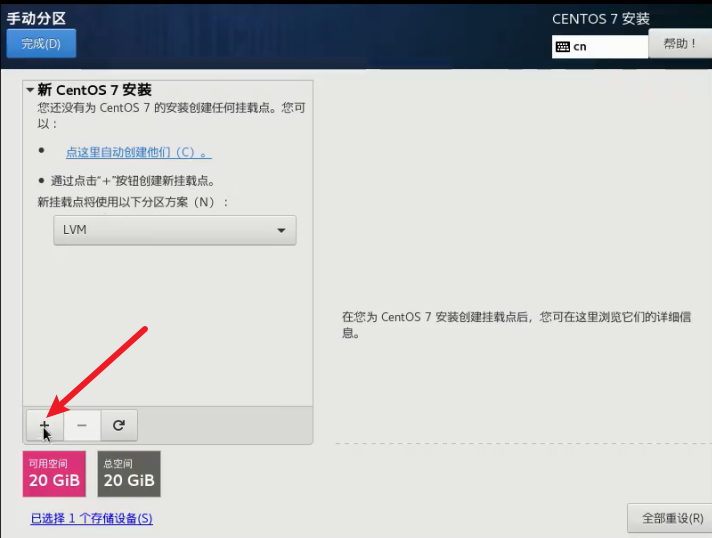 手动分区
CENTOS 7 安装
完成(D)
cn
帮助！
新 CentOS 7 安装
您还没有为 CentOS 7 的安装创建任何挂载点。您可
以：
• 点这里自动创建他们（C）。
• 通过点击“+”按钮创建新挂载点。
新挂载点将使用以下分区方案（N）：
LVM
在您为 CentOS 7 安装创建挂载点后，您可在这里浏览它们的详细信
息。
+ −
可用空间
20 GiB
总空间
20 GiB
已选择 1 个存储设备(S)
全部重设(R)